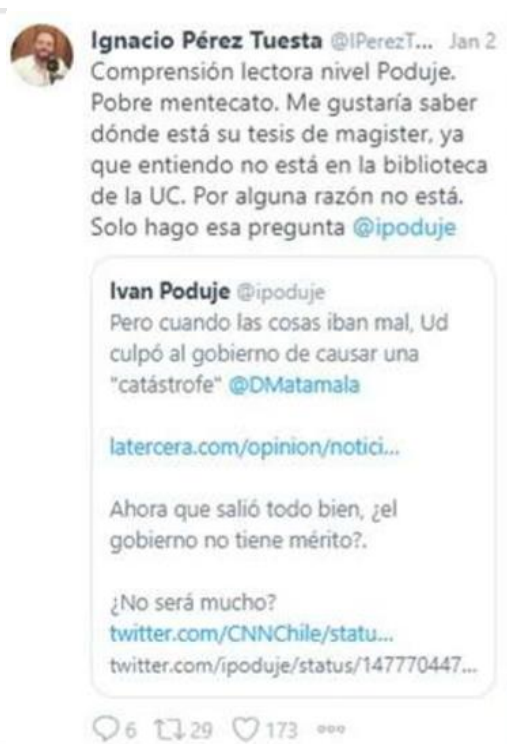 Ignacio Pérez Tuesta @IPerezT... Jan 2
Comprensión lectora nivel Poduje.
Pobre mentecato. Me gustaría saber
dónde está su tesis de magister, ya
que entiendo no está en la biblioteca
de la UC. Por alguna razón no está.
Solo hago esa pregunta @ipoduje
Ivan Poduje @ipoduje
Pero cuando las cosas iban mal, Ud
culpó al gobierno de causar una
"catástrofe" @DMatamala
latercera.com/opinion/notici...
Ahora que salió todo bien, ¿el
gobierno no tiene mérito?.
¿No será mucho?
twitter.com/CNNChile/statu...
twitter.com/ipoduje/status/147770447...
6 29 173